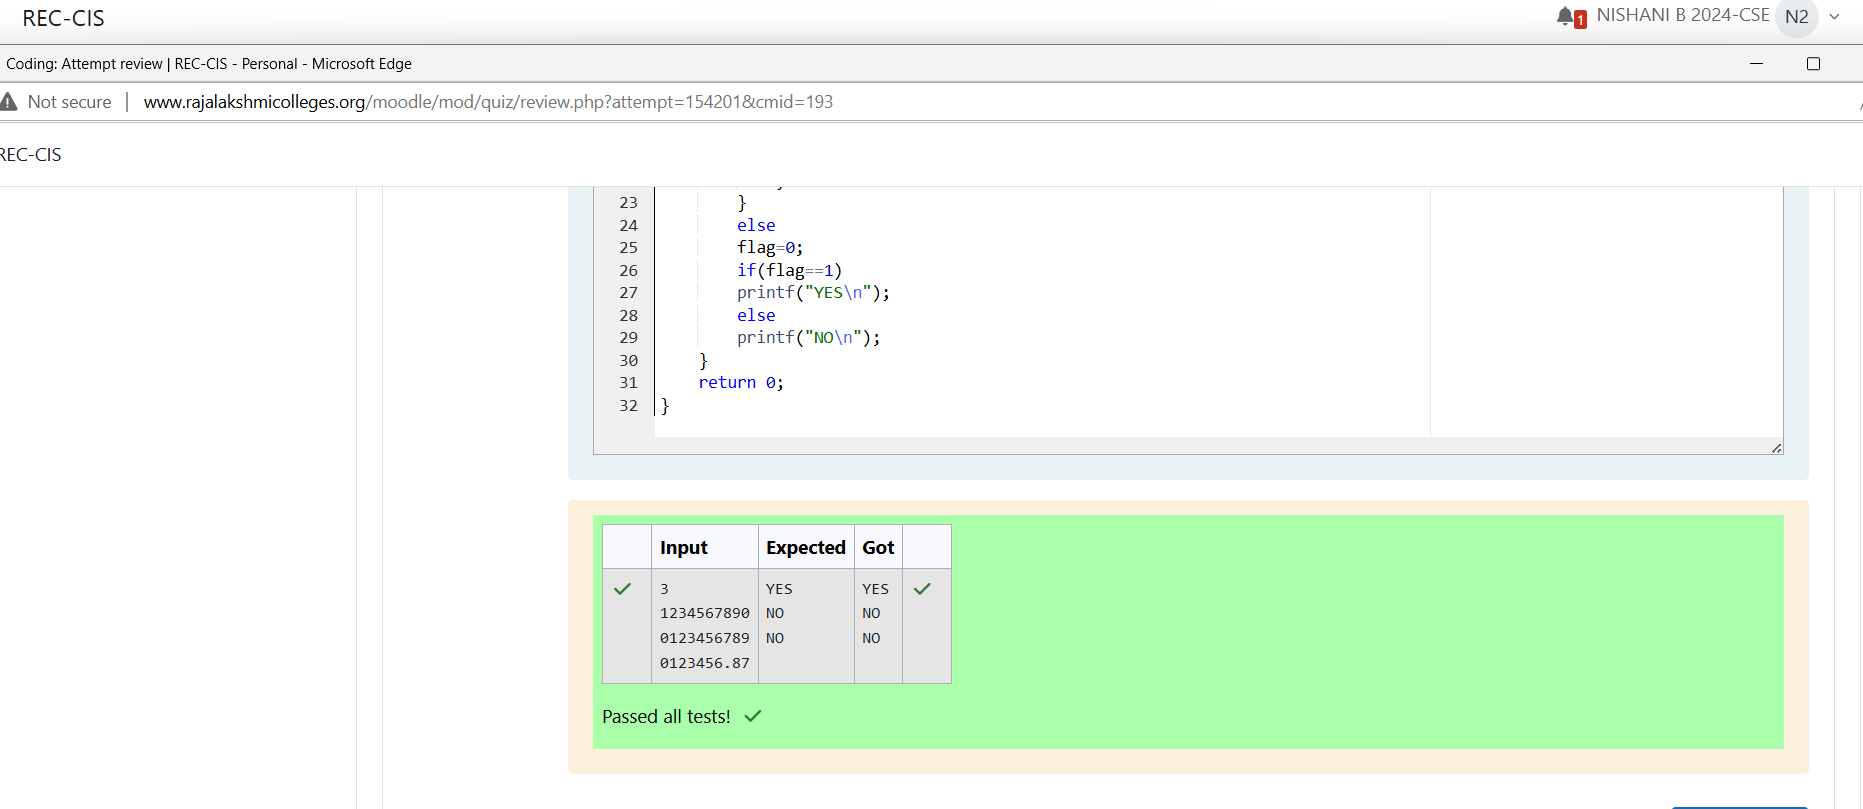 REC-CIS
1 NISHANI B 2024-CSE N2
Coding: Attempt review | REC-CIS - Personal - Microsoft Edge
Not secure | www.rajalakshmicolleges.org/moodle/mod/quiz/review.php?attempt=154201&cmid=193
REC-CIS
23 }
24 else
25 flag=0;
26 if(flag==1)
27 printf("YES\n");
28 else
29 printf("NO\n");
30 }
31 return 0;
32 }
Input Expected Got
3 YES YES
1234567890 NO NO
0123456789 NO NO
0123456.87
Passed all tests!